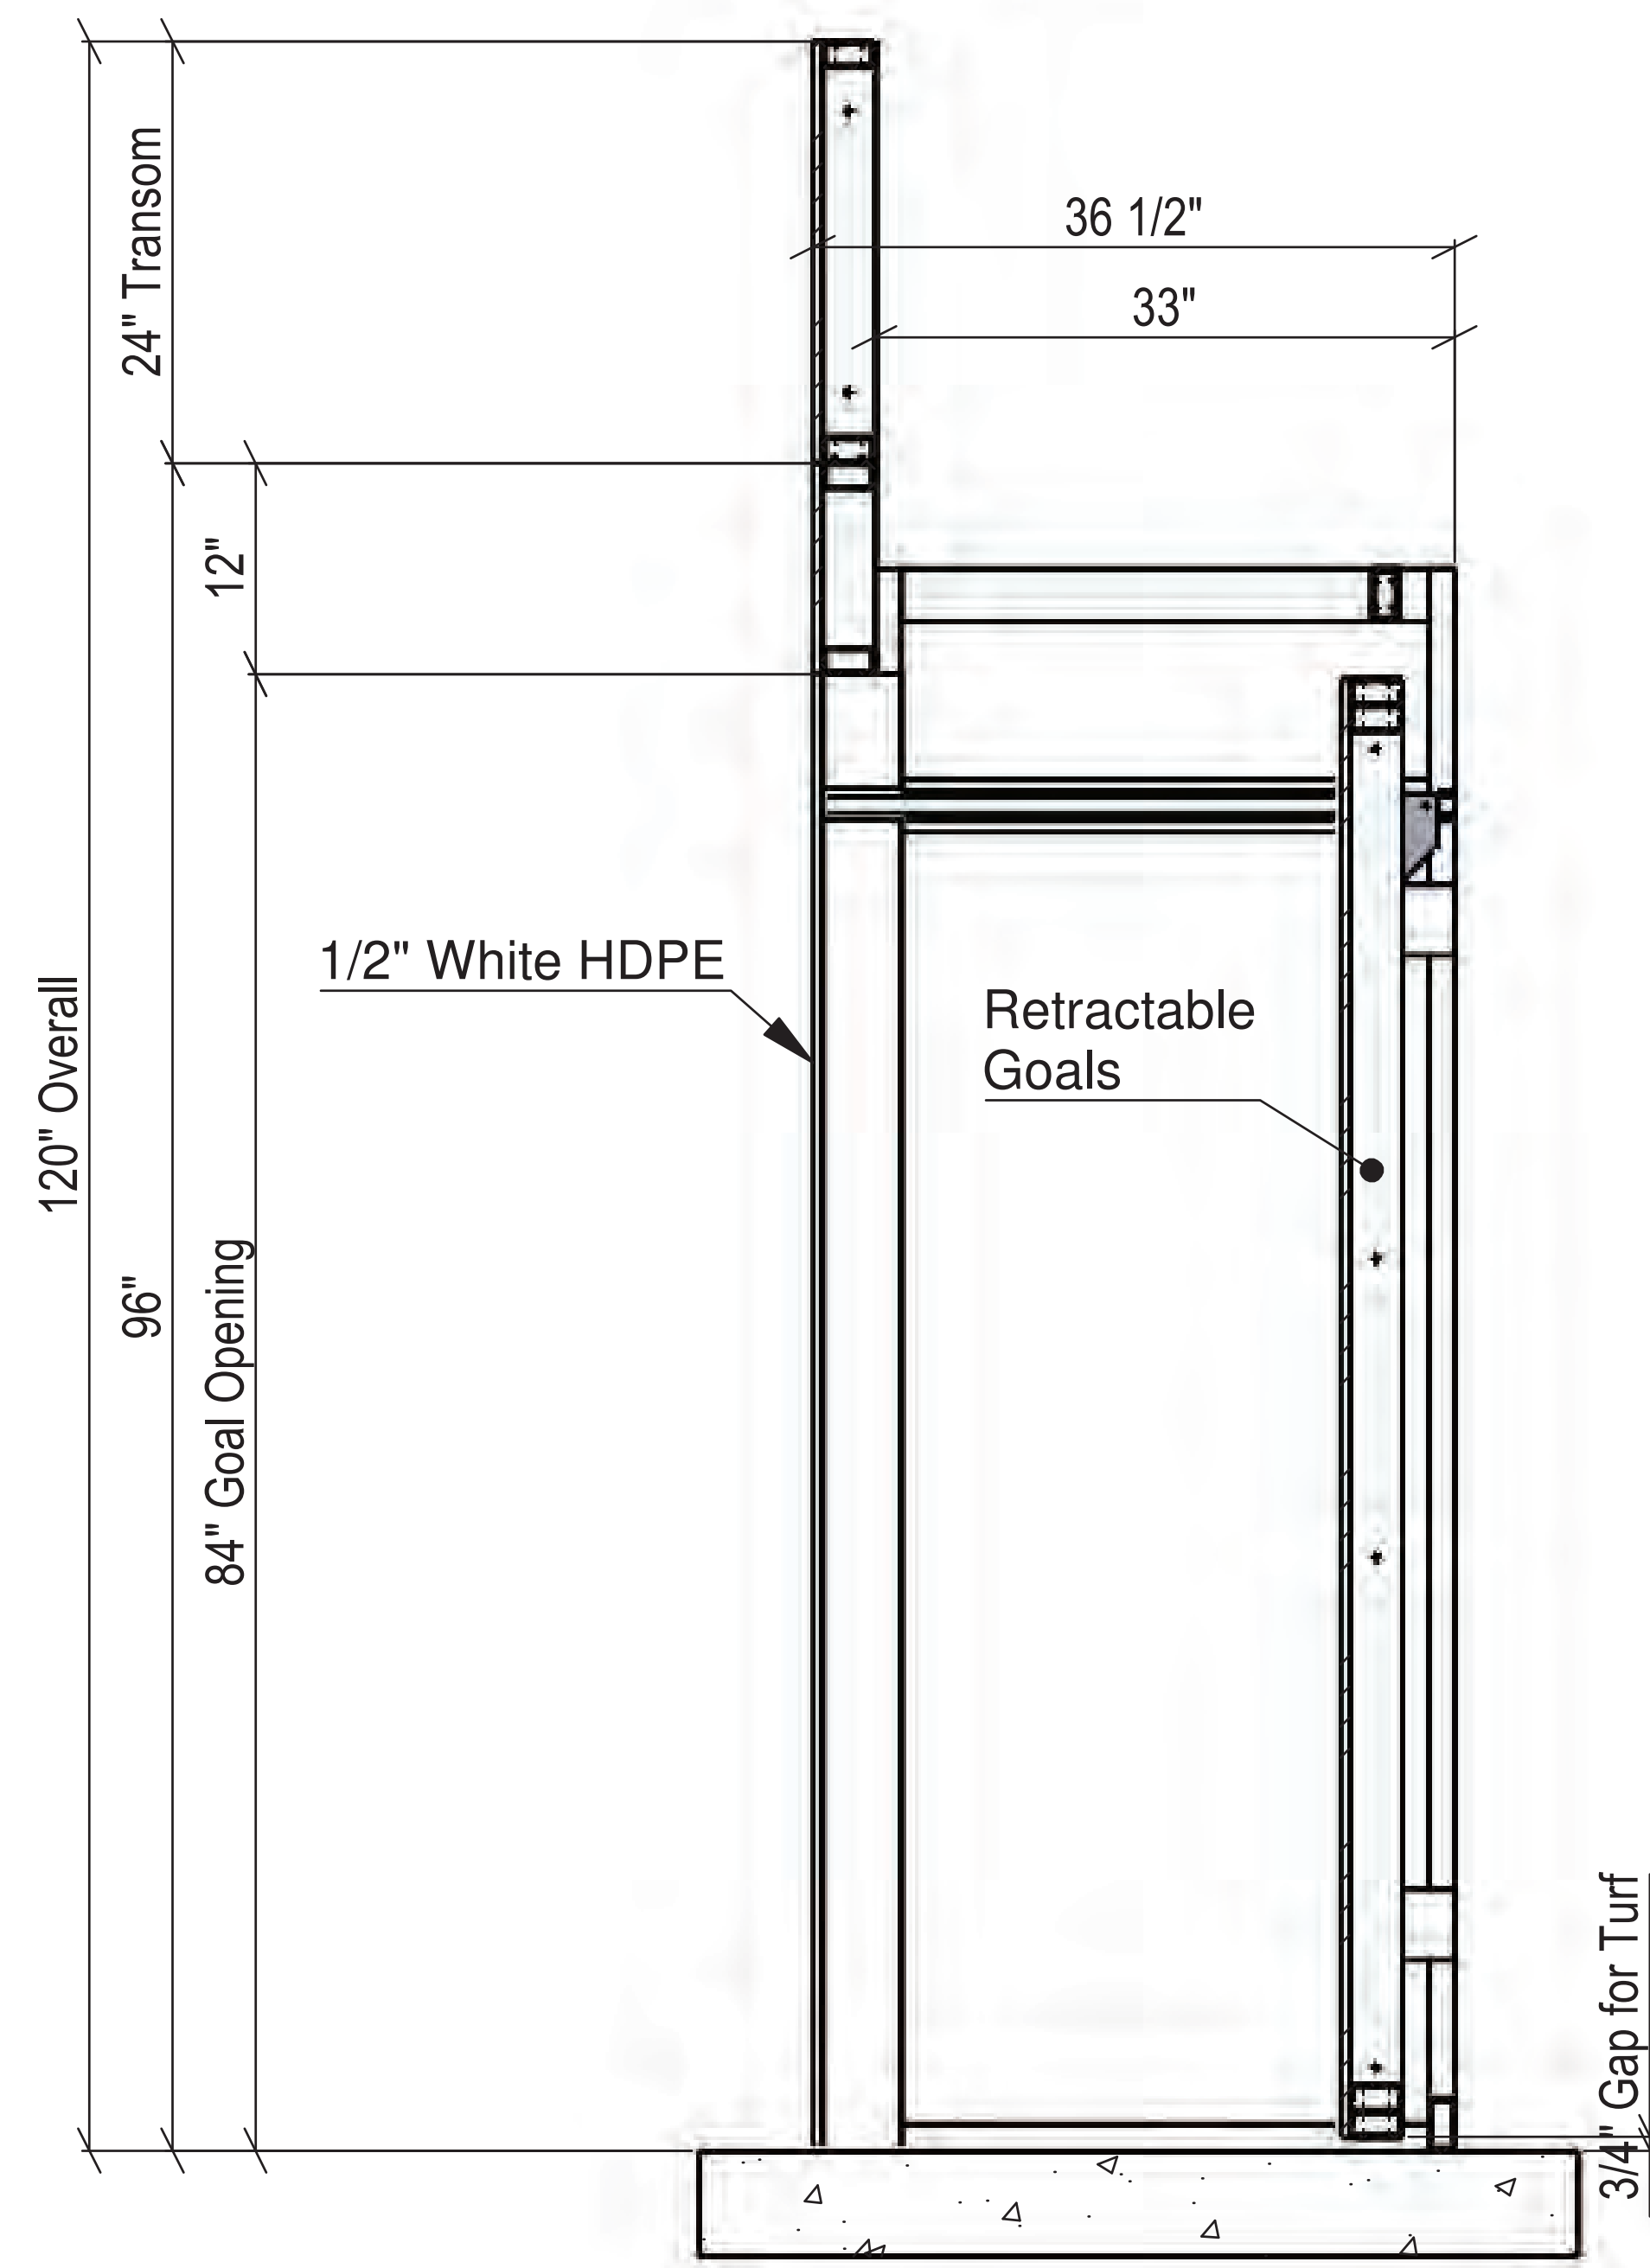 24" Transom
36 1/2"
33"
12"
1/2" White HDPE
Retractable
Goals
120" Overall
96"
84" Goal Opening
3/4" Gap for Turf